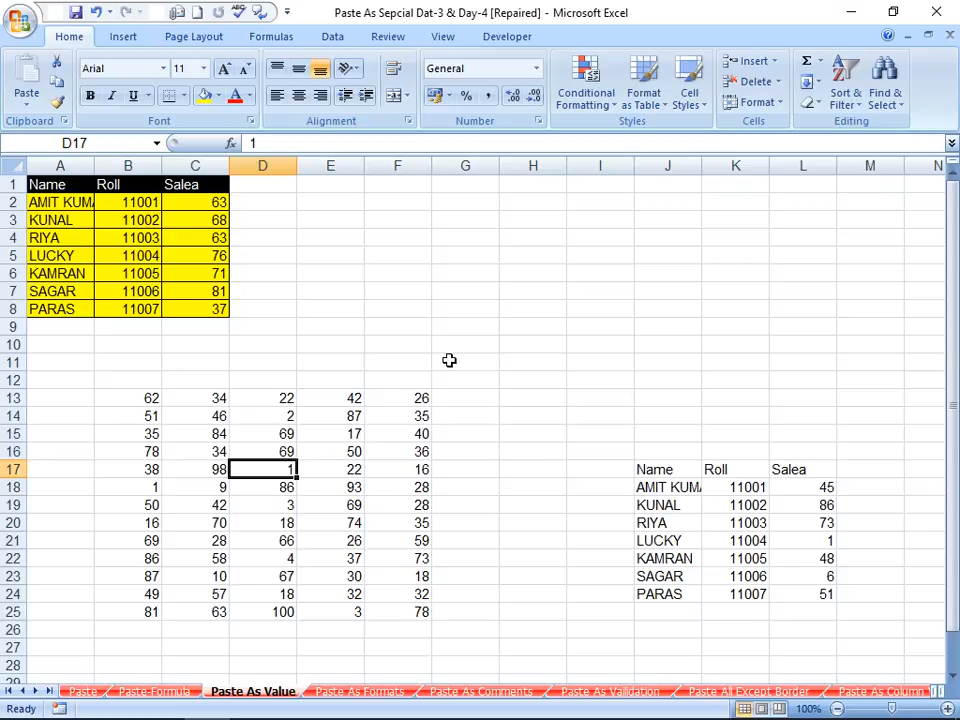 Paste As Sepcial Dat-3 & Day-4 [Repaired] - Microsoft Excel
Home Insert Page Layout Formulas Data Review View Developer
Paste
Arial 11
General
Conditional Formatting
Format as Table
Cell Styles
Insert
Delete
Format
Sort & Filter
Find & Select
Clipboard Font Alignment Number Styles Cells Editing
D17 fx 1
A B C D E F G H I J K L M N
1 Name Roll Salea
2 AMIT KUM 11001 63
3 KUNAL 11002 68
4 RIYA 11003 63
5 LUCKY 11004 76
6 KAMRAN 11005 71
7 SAGAR 11006 81
8 PARAS 11007 37
9
10
11
12
13 62 34 22 42 26
14 51 46 2 87 35
15 35 84 69 17 40
16 78 34 69 50 36
17 38 98 1 22 16 Name Roll Salea
18 1 9 86 93 28 AMIT KUM 11001 45
19 50 42 3 69 28 KUNAL 11002 86
20 16 70 18 74 35 RIYA 11003 73
21 69 28 66 26 59 LUCKY 11004 1
22 86 58 4 37 73 KAMRAN 11005 48
23 87 10 67 30 18 SAGAR 11006 6
24 49 57 18 32 32 PARAS 11007 51
25 81 63 100 3 78
26
27
28
29
Paste Paste Formula Paste As Value Paste As Formats Paste As Comments Paste As Vailidation Paste All Except Border Paste As Column
Ready 100%